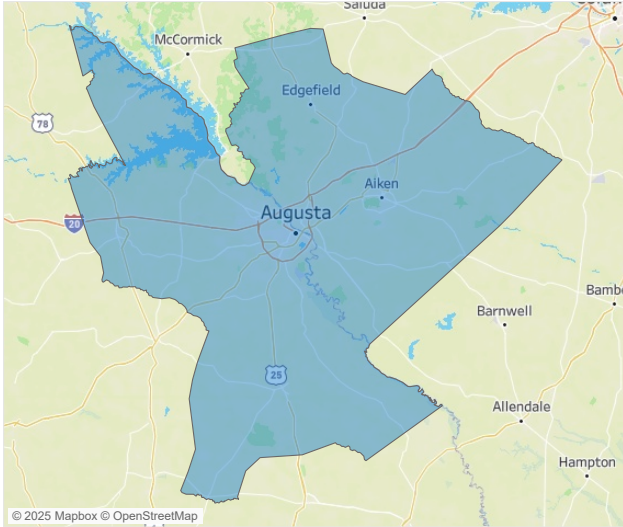 Saluda
McCormick
Edgefield
78
Aiken
Augusta
20
Bamb
Barnwell
25
Allendale
Hampton
© 2025 Mapbox © OpenStreetMap